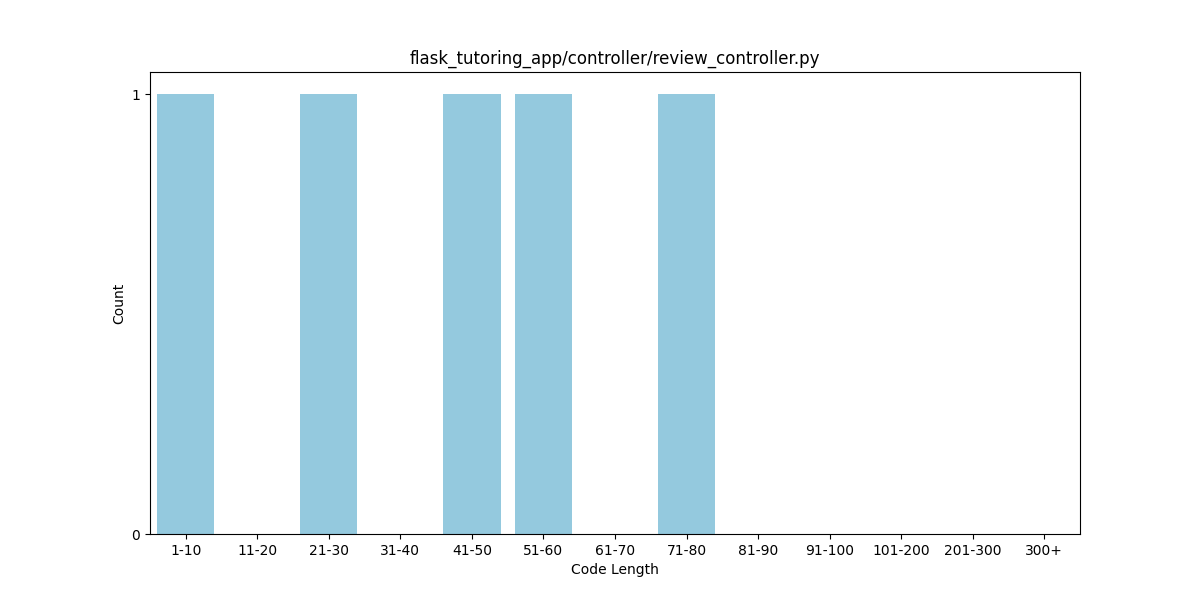 flask_tutoring_app/controller/review_controller.py
1
Count
0
1-10 11-20 21-30 31-40 41-50 51-60 61-70 71-80 81-90 91-100 101-200 201-300 300+
Code Length